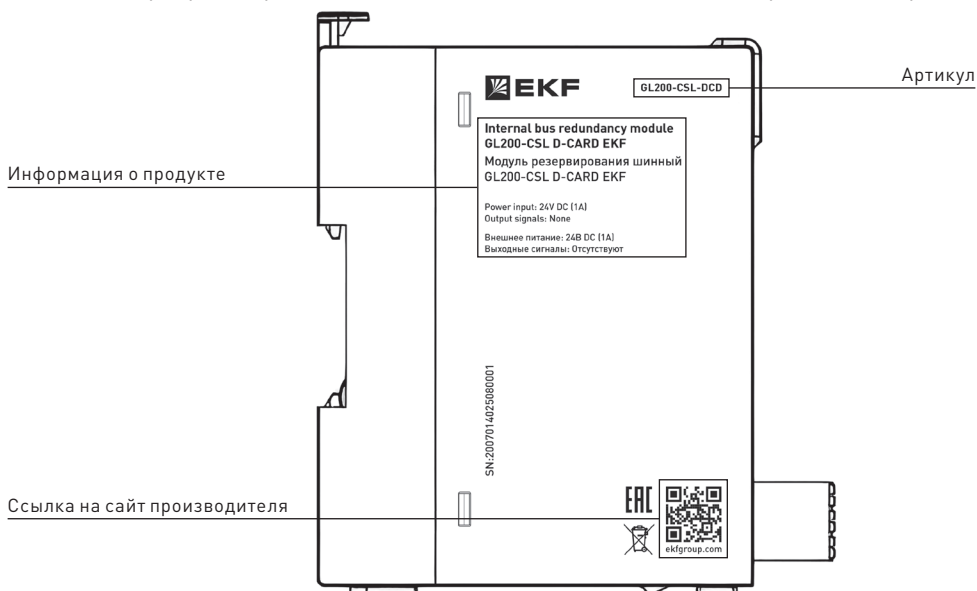 EKF
GL200-CSL-DCD
Артикул
Internal bus redundancy module
GL200-CSL D-CARD EKF
Модуль резервирования шинный
GL200-CSL D-CARD EKF
Информация о продукте
Power input: 24V DC (1A)
Output signals: None
Внешнее питание: 24В DC (1А)
Выходные сигналы: Отсутствуют
SN:2007014025080001
Ссылка на сайт производителя
EAC
ekfgroup.com